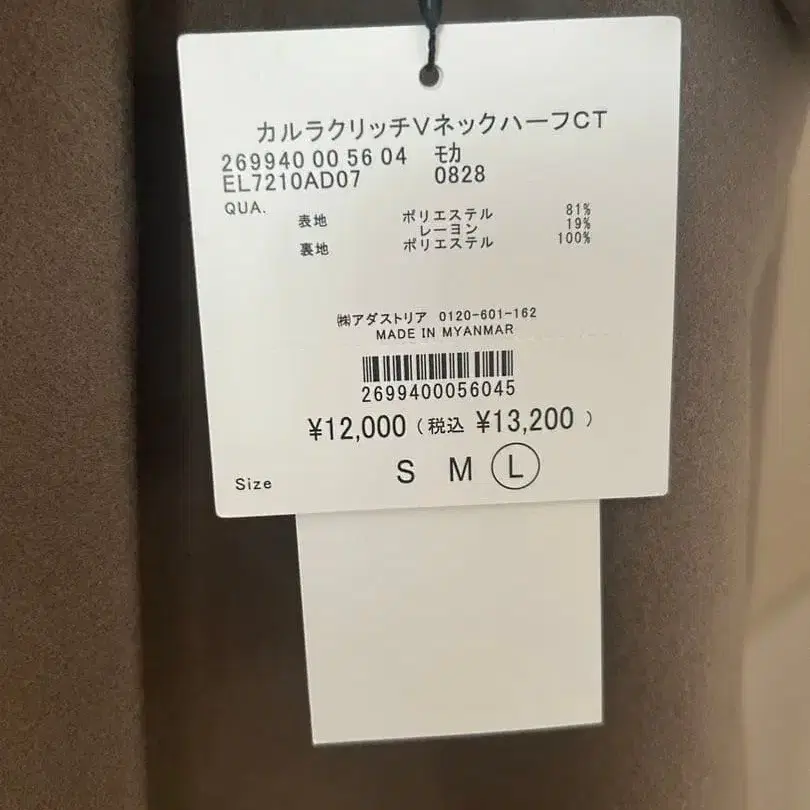 カルラクリッチVネックハーフCT
269940 00 56 04 モカ
EL7210AD07 0828
QUA.
表地 ポリエステル 81%
レーヨン 19%
裏地 ポリエステル 100%
㈱アダストリア 0120-601-162
MADE IN MYANMAR
2699400056045
¥12,000（税込 ¥13,200）
Size S M L